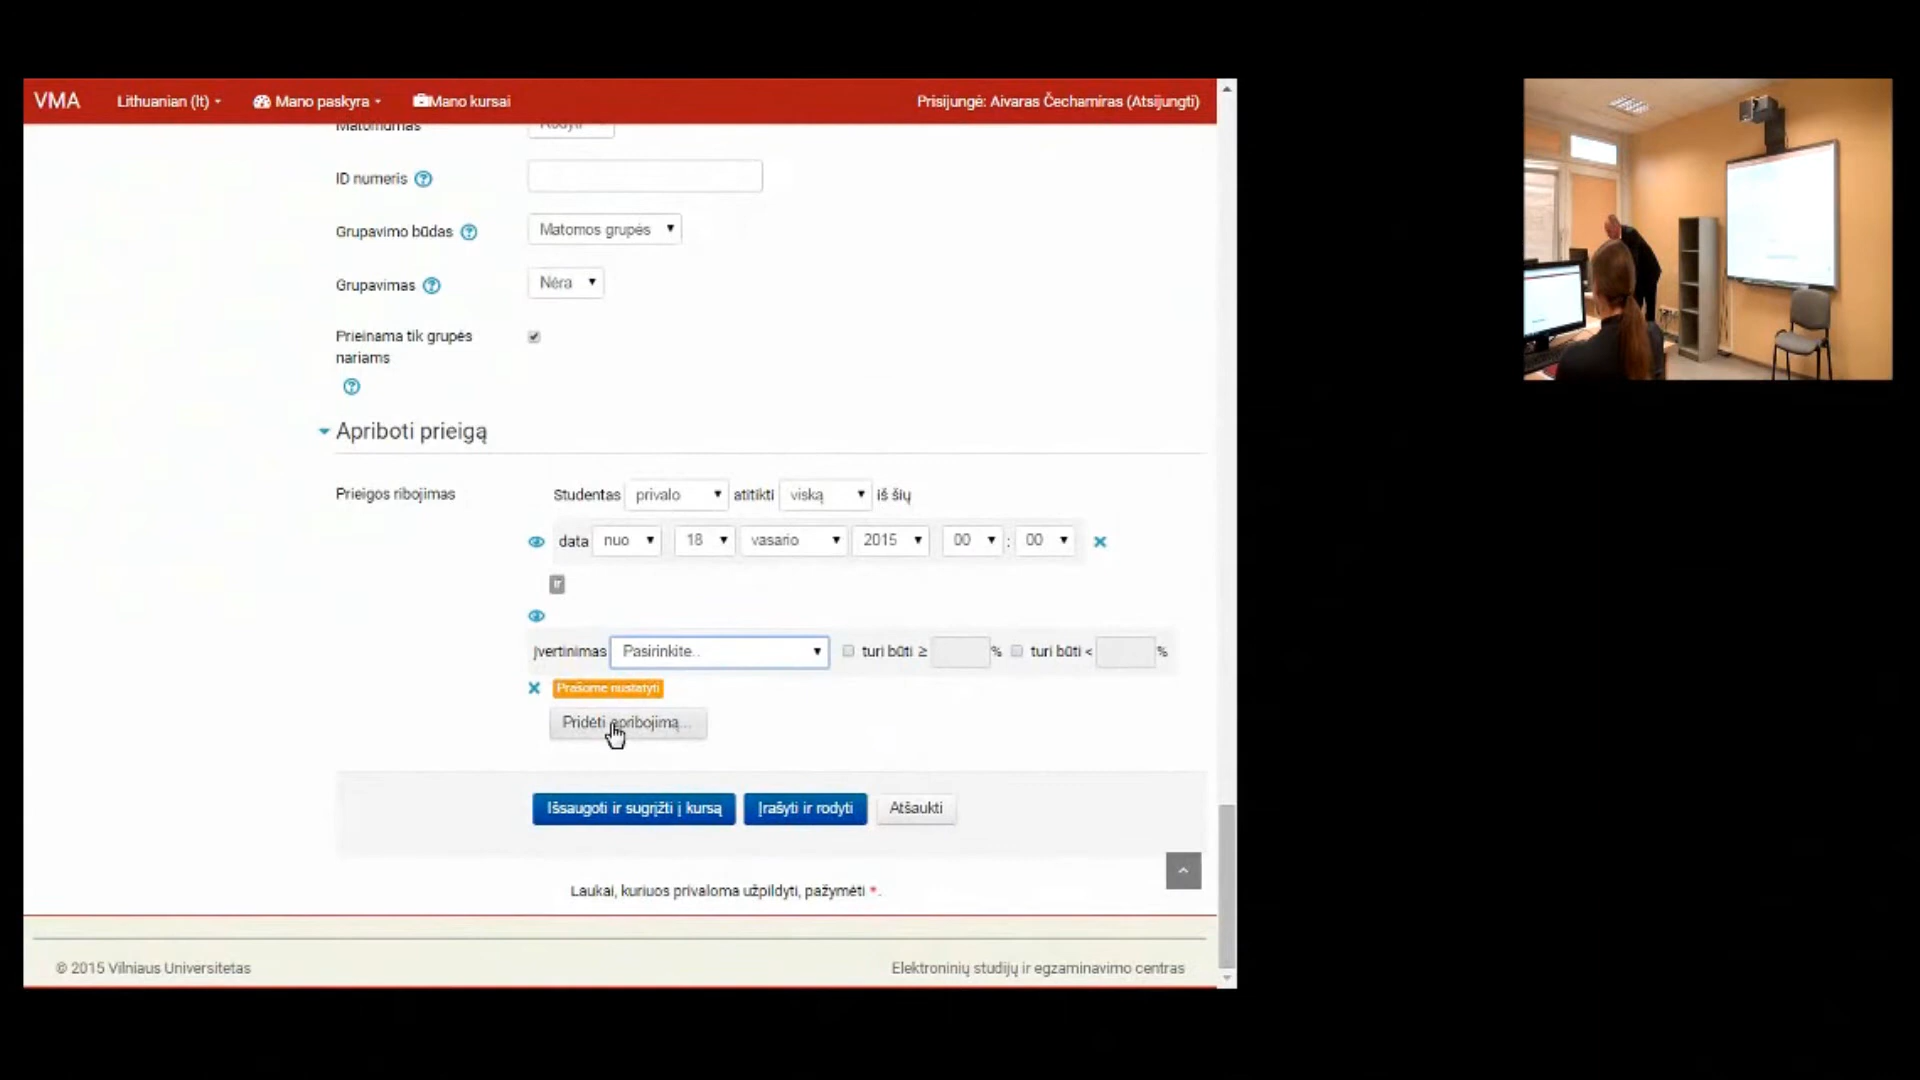 VMA Lithuanian (lt) Mano paskyra Mano kursai Prisijungė: Aivaras Čechamiras (Atsijungti)
Matomumas Rodyti
ID numeris
Grupavimo būdas Matomos grupės
Grupavimas Nėra
Prieinama tik grupės
nariams
Apriboti prieigą
Prieigos ribojimas Studentas privalo atitikti viską iš šių
data nuo 18 vasario 2015 00 : 00
ir
Įvertinimas Pasirinkite.. turi būti ≥ % turi būti < %
Prašome nustatyti
Pridėti apribojimą...
Išsaugoti ir sugrįžti į kursą Įrašyti ir rodyti Atšaukti
Laukai, kuriuos privaloma užpildyti, pažymėti *.
© 2015 Vilniaus Universitetas Elektroninių studijų ir egzaminavimo centras